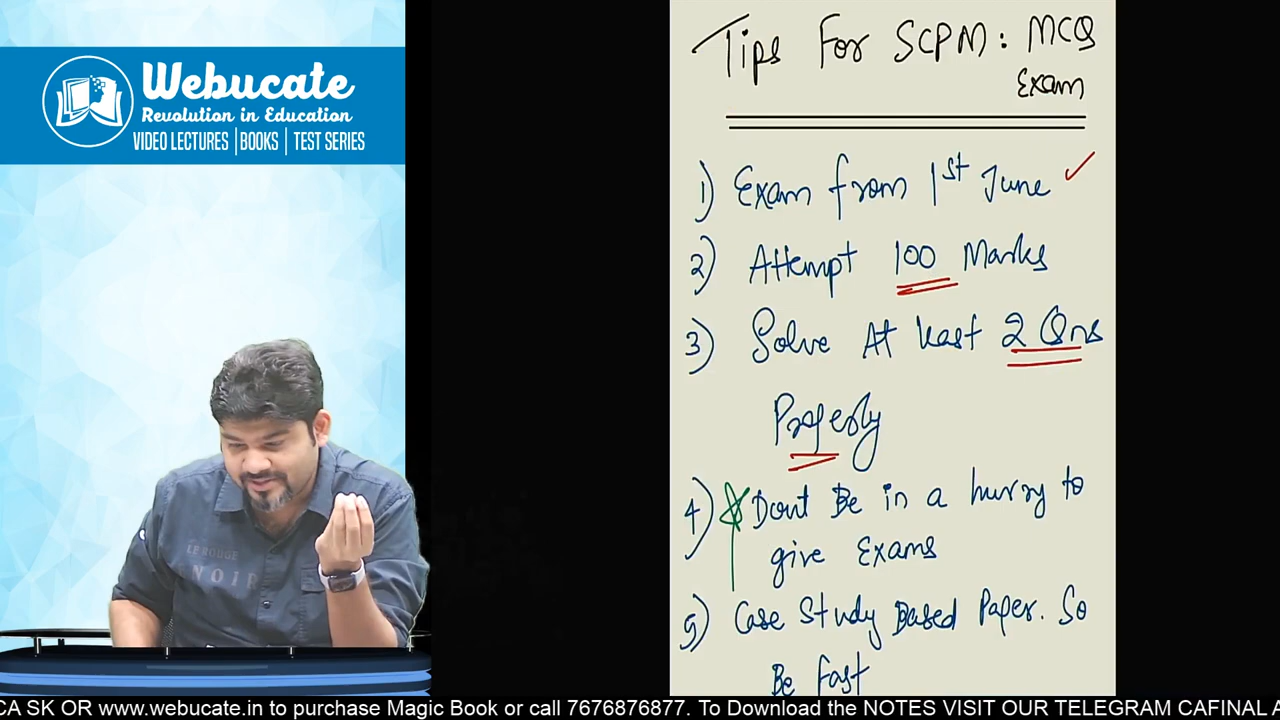 Webucate
Revolution in Education
VIDEO LECTURES | BOOKS | TEST SERIES
Tips For SCPM: MCQ
Exam
1) Exam from 1st June ✓
2) Attempt 100 Marks
3) Solve At least 2 Qns
Properly
4) Dont Be in a hurry to
give Exams
5) Case Study Based Paper. So
Be fast
LE ROUGE
NOIR
CA SK OR www.webucate.in to purchase Magic Book or call 7676876877. To Download the NOTES VISIT OUR TELEGRAM CAFINAL A